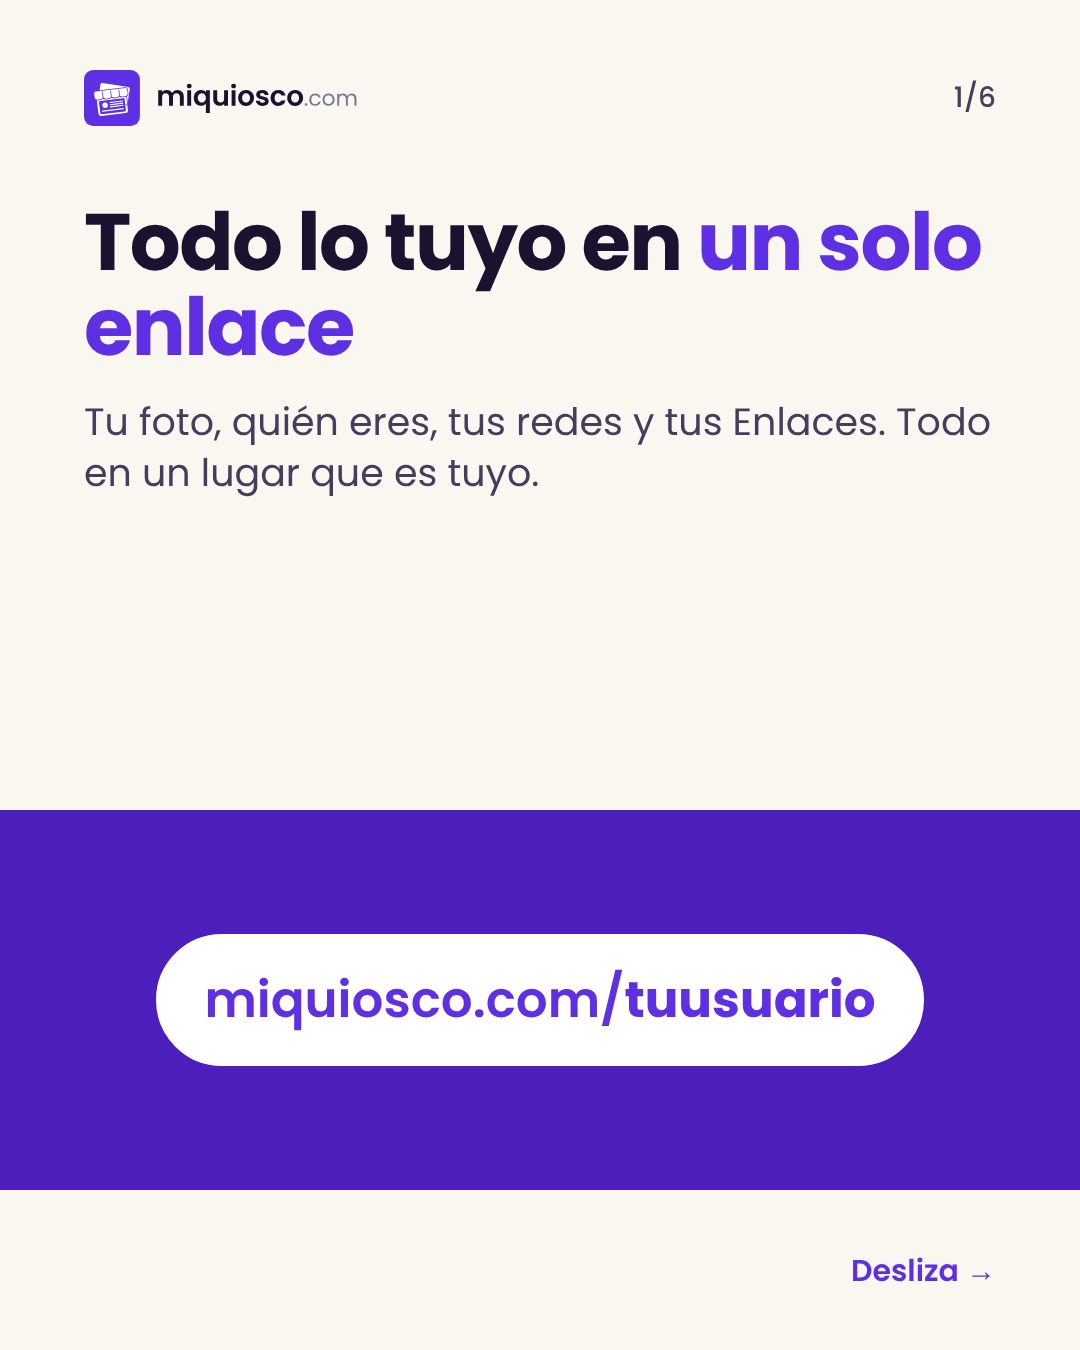 miquiosco.com
1/6
Todo lo tuyo en un solo
enlace
Tu foto, quién eres, tus redes y tus Enlaces. Todo
en un lugar que es tuyo.
miquiosco.com/tuusuario
Desliza →